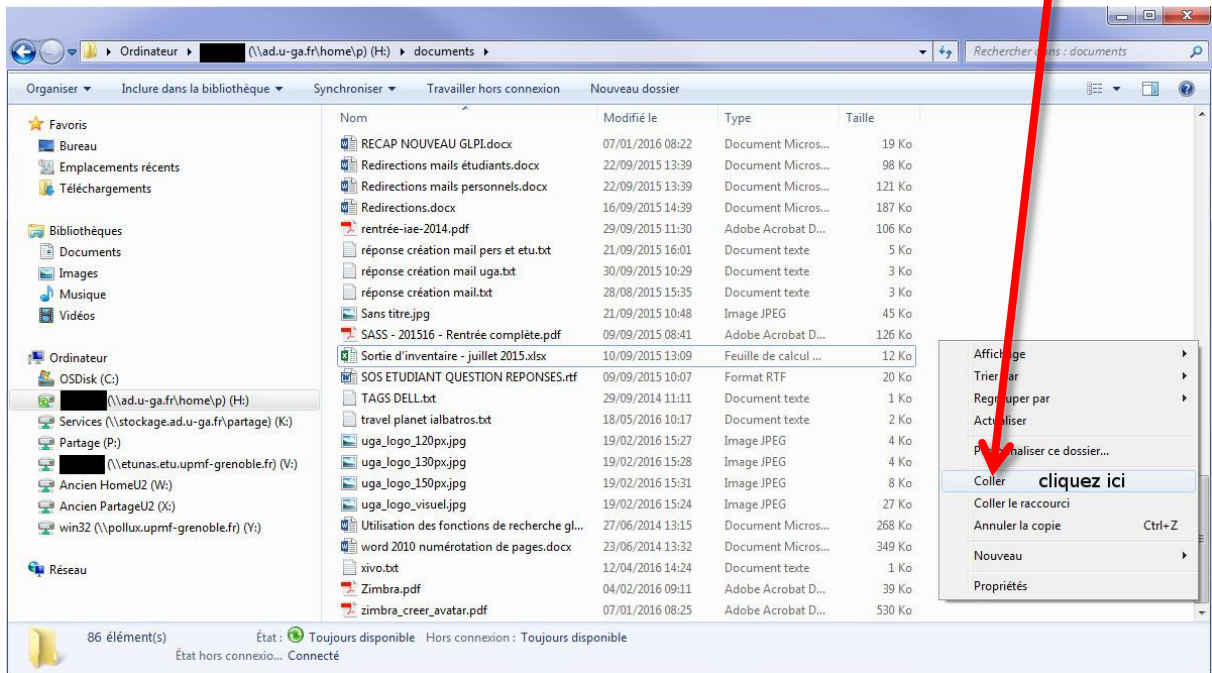 Ordinateur (\\ad.u-ga.fr\home\p) (H:) documents
Rechercher dans : documents
Organiser Inclure dans la bibliothèque Synchroniser Travailler hors connexion Nouveau dossier
Favoris
Bureau
Emplacements récents
Téléchargements
Bibliothèques
Documents
Images
Musique
Vidéos
Ordinateur
OSDisk (C:)
(\\ad.u-ga.fr\home\p) (H:)
Services (\\stockage.ad.u-ga.fr\partage) (K:)
Partage (P:)
(\\etunas.etu.upmf-grenoble.fr) (V:)
Ancien HomeU2 (W:)
Ancien PartageU2 (X:)
win32 (\\pollux.upmf-grenoble.fr) (Y:)
Réseau
Nom Modifié le Type Taille
RECAP NOUVEAU GLPI.docx 07/01/2016 08:22 Document Micros... 19 Ko
Redirections mails étudiants.docx 22/09/2015 13:39 Document Micros... 98 Ko
Redirections mails personnels.docx 22/09/2015 13:39 Document Micros... 121 Ko
Redirections.docx 16/09/2015 14:39 Document Micros... 187 Ko
rentrée-iae-2014.pdf 29/09/2015 11:30 Adobe Acrobat D... 106 Ko
réponse création mail pers et etu.txt 21/09/2015 16:01 Document texte 5 Ko
réponse création mail uga.txt 30/09/2015 10:29 Document texte 3 Ko
réponse création mail.txt 28/08/2015 15:35 Document texte 3 Ko
Sans titre.jpg 21/09/2015 10:48 Image JPEG 45 Ko
SASS - 201516 - Rentrée complète.pdf 09/09/2015 08:41 Adobe Acrobat D... 126 Ko
Sortie d'inventaire - juillet 2015.xlsx 10/09/2015 13:09 Feuille de calcul ... 12 Ko
SOS ETUDIANT QUESTION REPONSES.rtf 09/09/2015 10:07 Format RTF 20 Ko
TAGS DELL.txt 29/09/2014 11:11 Document texte 1 Ko
travel planet ialbatros.txt 18/05/2016 10:17 Document texte 2 Ko
uga_logo_120px.jpg 19/02/2016 15:27 Image JPEG 4 Ko
uga_logo_130px.jpg 19/02/2016 15:28 Image JPEG 4 Ko
uga_logo_150px.jpg 19/02/2016 15:31 Image JPEG 8 Ko
uga_logo_visuel.jpg 19/02/2016 15:24 Image JPEG 27 Ko
Utilisation des fonctions de recherche gl... 27/06/2014 13:15 Document Micros... 268 Ko
word 2010 numérotation de pages.docx 23/06/2014 13:32 Document Micros... 349 Ko
xivo.txt 12/04/2016 14:24 Document texte 1 Ko
Zimbra.pdf 04/02/2016 09:11 Adobe Acrobat D... 39 Ko
zimbra_creer_avatar.pdf 07/01/2016 08:25 Adobe Acrobat D... 530 Ko
Affichage
Trier par
Regrouper par
Actualiser
Personnaliser ce dossier...
Coller cliquez ici
Coller le raccourci
Annuler la copie Ctrl+Z
Nouveau
Propriétés
86 élément(s) État : Toujours disponible Hors connexion : Toujours disponible
État hors connexio... Connecté